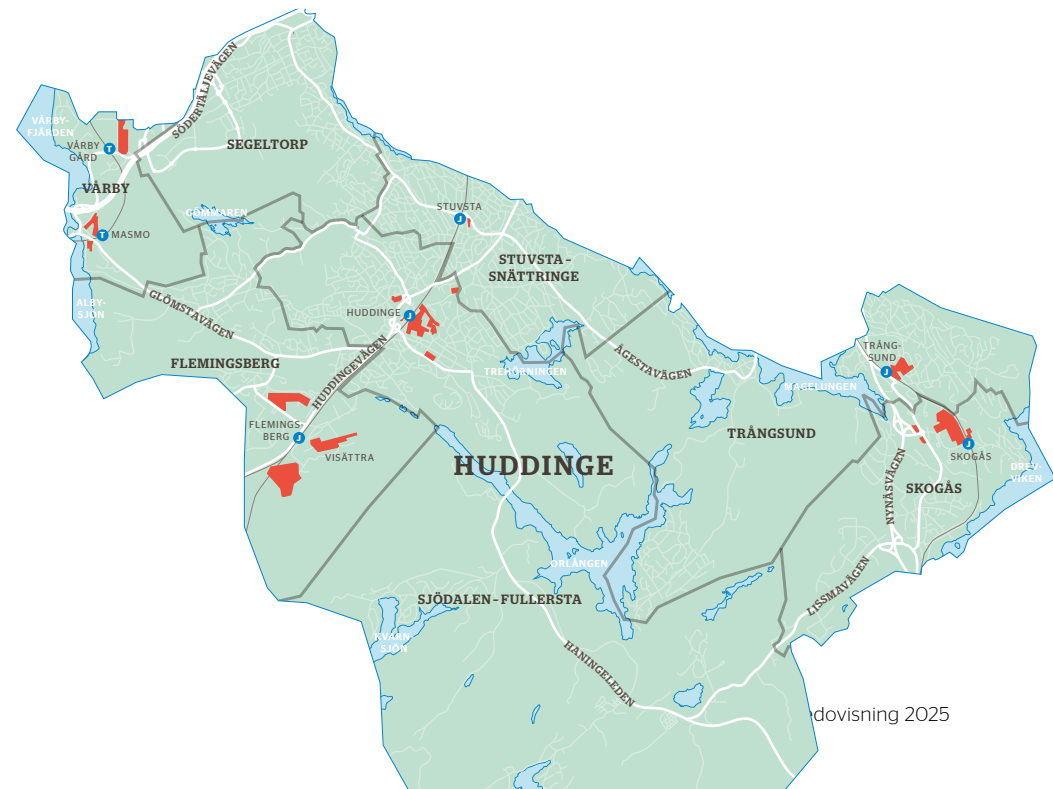 SÖDERTÄLJEVÄGEN
VÅRBY-
FJÄRDEN
VÅRBY
GÅRD
T
SEGELTORP
VÅRBY
GÖMMAREN
STUVSTA
J
T
MASMO
STUVSTA-
SNÄTTRINGE
ALBY-
SJÖN
GLÖMSTAVÄGEN
HUDDINGE
J
TRÅNG-
SUND
J
FLEMINGSBERG
HUDDINGEVÄGEN
TREHÖRNINGEN
ÅGESTAVÄGEN
MAGELUNGEN
FLEMINGS-
BERG
J
VISÄTTRA
HUDDINGE
TRÅNGSUND
J
SKOGÅS
DREV-
VIKEN
NYNÄSVÄGEN
SKOGÅS
ORLÅNGEN
LISSMAVÄGEN
SJÖDALEN-FULLERSTA
KVARN-
SJÖN
HANINGELEDEN
edovisning 2025